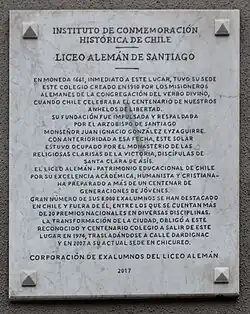 INSTITUTO DE CONMEMORACIÓN
HISTÓRICA DE CHILE
LICEO ALEMÁN DE SANTIAGO
EN MONEDA 1661, INMEDIATO A ESTE LUGAR, TUVO SU SEDE
ESTE COLEGIO CREADO EN 1910 POR LOS MISIONEROS
ALEMANES DE LA CONGREGACIÓN DEL VERBO DIVINO,
CUANDO CHILE CELEBRABA EL CENTENARIO DE NUESTROS
ANHELOS DE LIBERTAD.
SU FUNDACIÓN FUE IMPULSADA Y RESPALDADA
POR EL ARZOBISPO DE SANTIAGO
MONSEÑOR JUAN IGNACIO GONZÁLEZ EYZAGUIRRE.
CON ANTERIORIDAD A ESA FECHA, ESTE SOLAR
ESTUVO OCUPADO POR EL MONASTERIO DE LAS
RELIGIOSAS CLARISAS DE LA VICTORIA, DISCÍPULAS DE
SANTA CLARA DE ASÍS.
EL LICEO ALEMÁN - PATRIMONIO EDUCACIONAL DE CHILE
POR SU EXCELENCIA ACADÉMICA, HUMANISTA Y CRISTIANA-
HA PREPARADO A MÁS DE UN CENTENAR DE
GENERACIONES DE JÓVENES.
GRAN NÚMERO DE SUS 8.000 EXALUMNOS SE HAN DESTACADO
EN CHILE Y FUERA DE ÉL, ENTRE LOS QUE SE CUENTAN MÁS
DE 20 PREMIOS NACIONALES EN DIVERSAS DISCIPLINAS.
LA TRANSFORMACIÓN DE LA CIUDAD, OBLIGÓ A ESTE
RECONOCIDO Y CENTENARIO COLEGIO A SALIR DE ESTE
LUGAR EN 1974, TRASLADÁNDOSE A CALLE DARDIGNAC
Y EN 2007 A SU ACTUAL SEDE EN CHICUREO.
CORPORACIÓN DE EXALUMNOS DEL LICEO ALEMÁN
2017